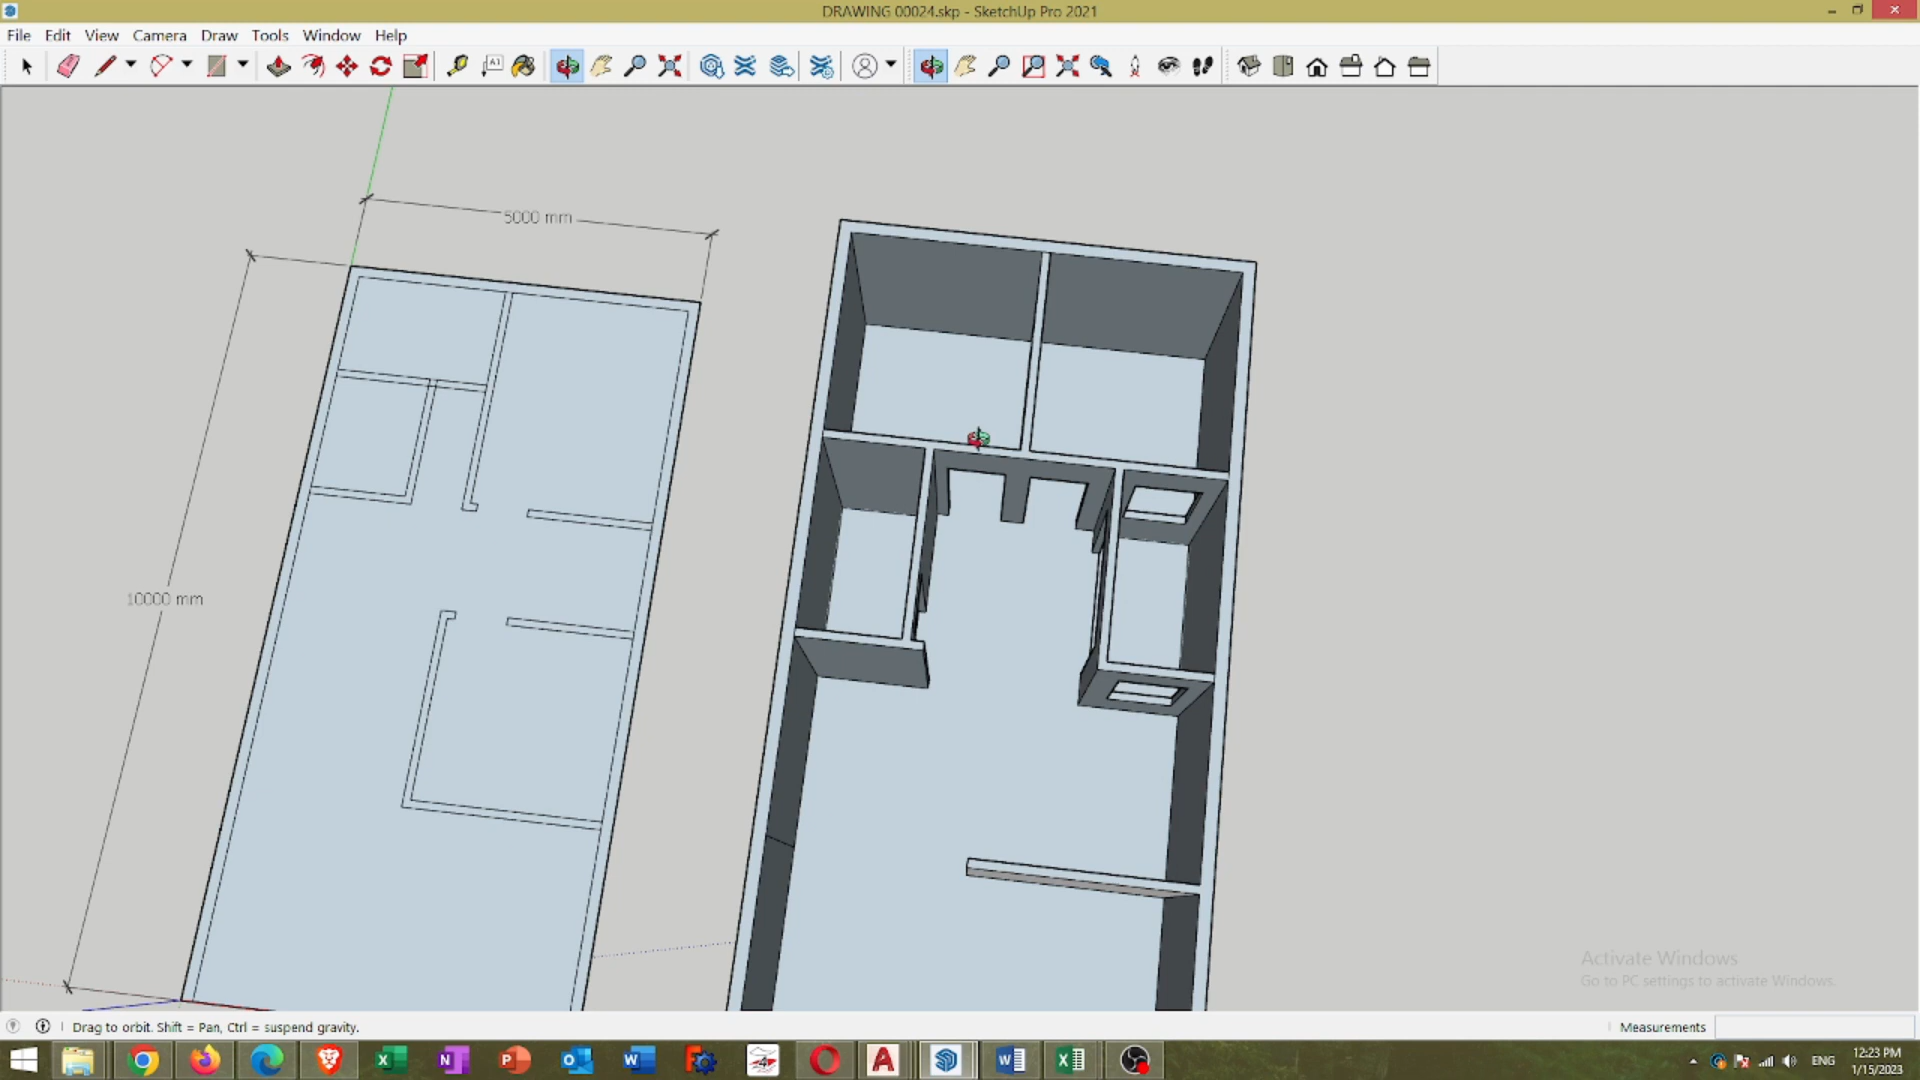 DRAWING 00024.skp - SketchUp Pro 2021
File Edit View Camera Draw Tools Window Help
A1
5000 mm
10000 mm
Activate Windows
Go to PC settings to activate Windows.
Drag to orbit. Shift = Pan, Ctrl = suspend gravity.
Measurements
ENG
12:23 PM
1/15/2023